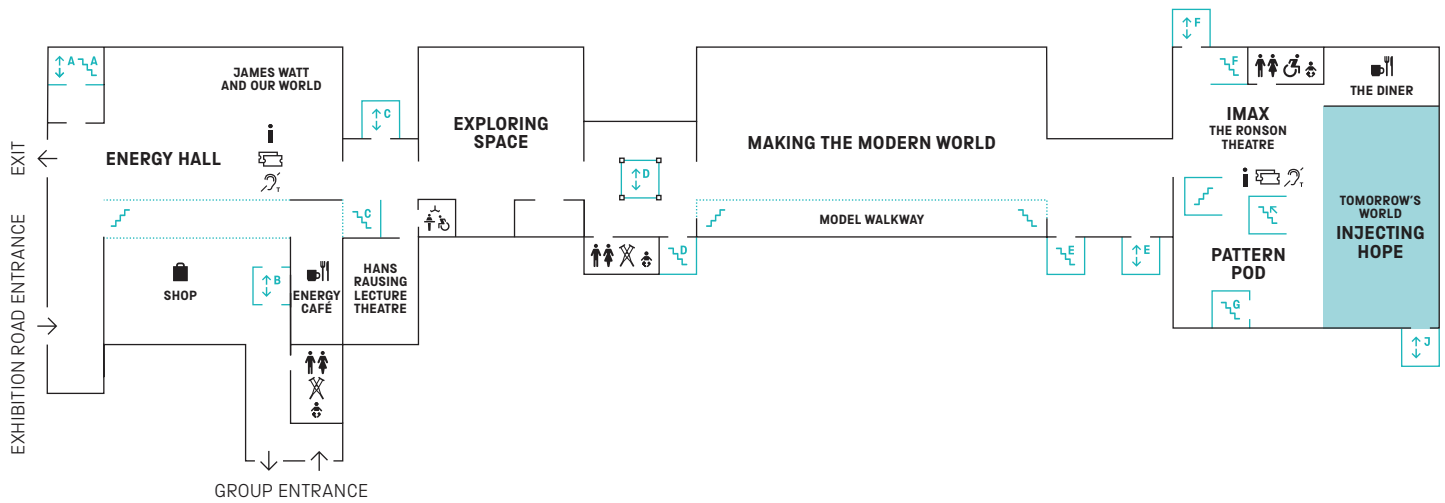 A A
JAMES WATT
AND OUR WORLD
EXIT
ENERGY HALL
C
EXPLORING
SPACE
D
MAKING THE MODERN WORLD
F
F
THE DINER
IMAX
THE RONSON
THEATRE
T
T
TOMORROW'S
WORLD
INJECTING
HOPE
C
MODEL WALKWAY
D
E
E
PATTERN
POD
G
J
EXHIBITION ROAD ENTRANCE
SHOP
B
ENERGY
CAFÉ
HANS
RAUSING
LECTURE
THEATRE
GROUP ENTRANCE